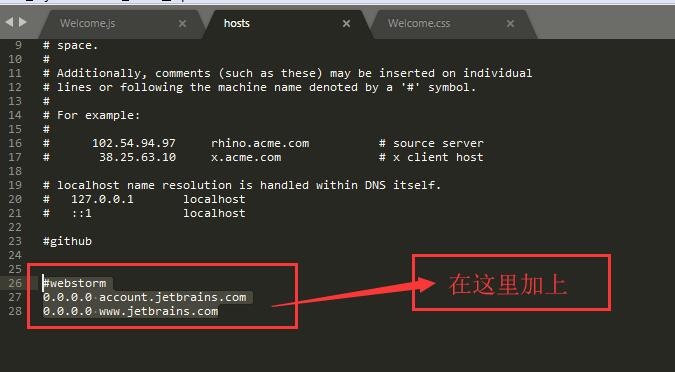 Welcome.js × hosts × Welcome.css ×
9 # space.
10 #
11 # Additionally, comments (such as these) may be inserted on individual
12 # lines or following the machine name denoted by a '#' symbol.
13 #
14 # For example:
15 #
16 # 102.54.94.97 rhino.acme.com # source server
17 # 38.25.63.10 x.acme.com # x client host
18
19 # localhost name resolution is handled within DNS itself.
20 # 127.0.0.1 localhost
21 # ::1 localhost
22
23 #github
24
25
26 #webstorm
27 0.0.0.0 account.jetbrains.com
28 0.0.0.0 www.jetbrains.com
在这里加上